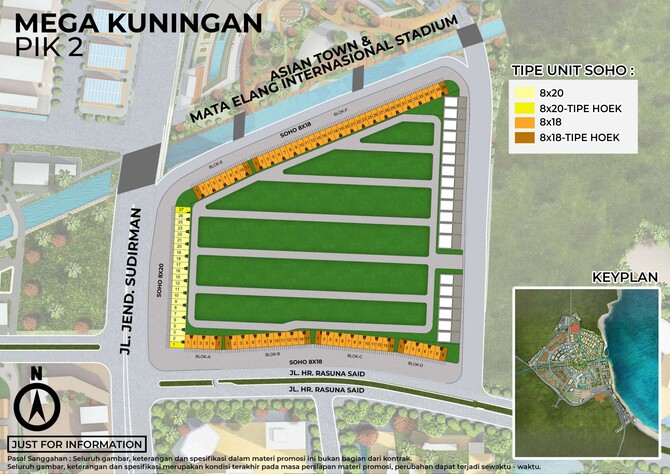 MEGA KUNINGAN
PIK 2
ASIAN TOWN &
MATA ELANG INTERNASIONAL STADIUM
TIPE UNIT SOHO :
8x20
8x20-TIPE HOEK
8x18
8x18-TIPE HOEK
SOHO 8X18
BLOK-F
BLOK-E
JL. JEND. SUDIRMAN
SOHO 8X20
BLOK-A
BLOK-B
BLOK-C
BLOK-D
SOHO 8X18
JL. HR. RASUNA SAID
JL. HR. RASUNA SAID
KEYPLAN
N
JUST FOR INFORMATION
Pasal Sanggahan : Seluruh gambar, keterangan dan spesifikasi dalam materi promosi ini bukan bagian dari kontrak.
Seluruh gambar, keterangan dan spesifikasi merupakan kondisi terakhir pada masa persiapan materi promosi, perubahan dapat terjadi sewaktu - waktu.